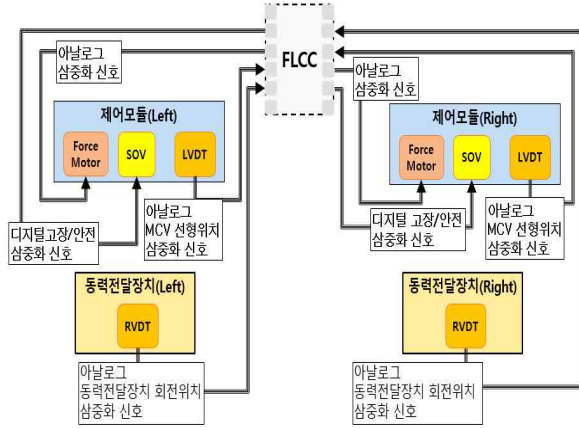 FLCC
아날로그
삼중화 신호
제어모듈(Left)
Force
Motor
SOV
LVDT
디지털 고장/안전
삼중화 신호
아날로그
MCV 선형위치
삼중화 신호
동력전달장치(Left)
RVDT
아날로그
동력전달장치 회전위치
삼중화 신호
아날로그
삼중화 신호
제어모듈(Right)
Force
Motor
SOV
LVDT
디지털 고장/안전
삼중화 신호
아날로그
MCV 선형위치
삼중화 신호
동력전달장치(Right)
RVDT
아날로그
동력전달장치 회전위치
삼중화 신호